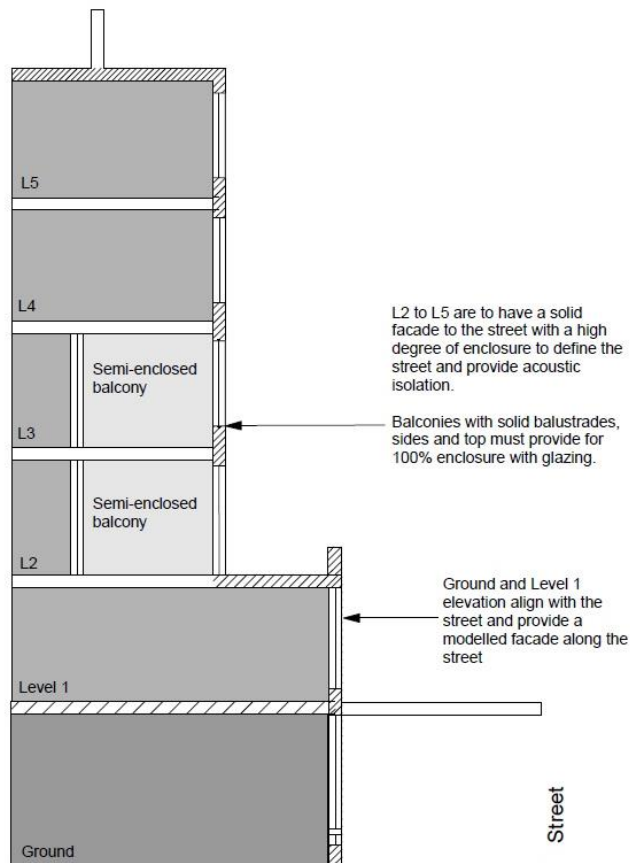 L5
L4
L2 to L5 are to have a solid
facade to the street with a high
degree of enclosure to define the
street and provide acoustic
isolation.
Semi-enclosed
balcony
L3
Balconies with solid balustrades,
sides and top must provide for
100% enclosure with glazing.
Semi-enclosed
balcony
L2
Ground and Level 1
elevation align with the
street and provide a
modelled facade along the
street
Level 1
Street
Ground